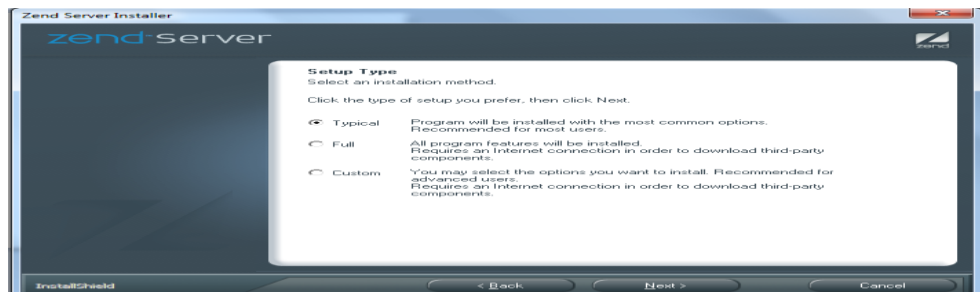 Zend Server Installer
zend Server
zend
Setup Type
Select an installation method.
Click the type of setup you prefer, then click Next.
Typical Program will be installed with the most common options.
Recommended for most users.
Full All program features will be installed.
Requires an Internet connection in order to download third-party
components.
Custom You may select the options you want to install. Recommended for
advanced users.
Requires an Internet connection in order to download third-party
components.
InstallShield
< Back Next > Cancel